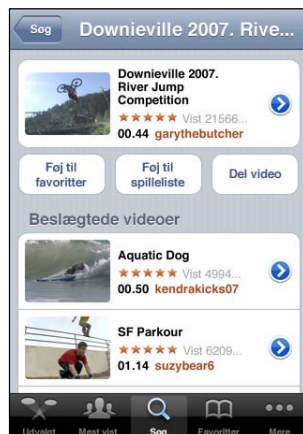 Søg
Downieville 2007. Rive...
Downieville 2007.
River Jump
Competition
Vist 21566...
00.44 garythebutcher
Føj til
favoritter
Føj til
spilleliste
Del video
Beslægtede videoer
Aquatic Dog
Vist 4994...
00.50 kendrakicks07
SF Parkour
Vist 6209...
01.14 suzybear6
Udvalgt
Mest vist
Søg
Favoritter
Mere